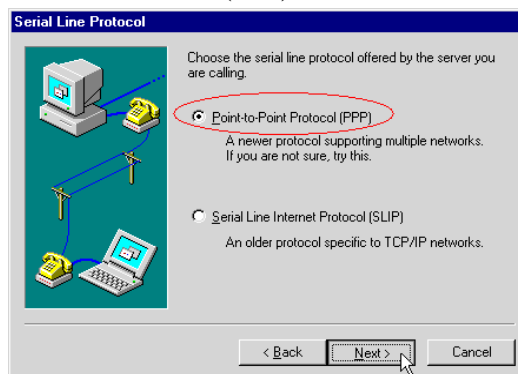 Serial Line Protocol
Choose the serial line protocol offered by the server you
are calling.
Point-to-Point Protocol (PPP)
A newer protocol supporting multiple networks.
If you are not sure, try this.
Serial Line Internet Protocol (SLIP)
An older protocol specific to TCP/IP networks.
< Back
Next >
Cancel